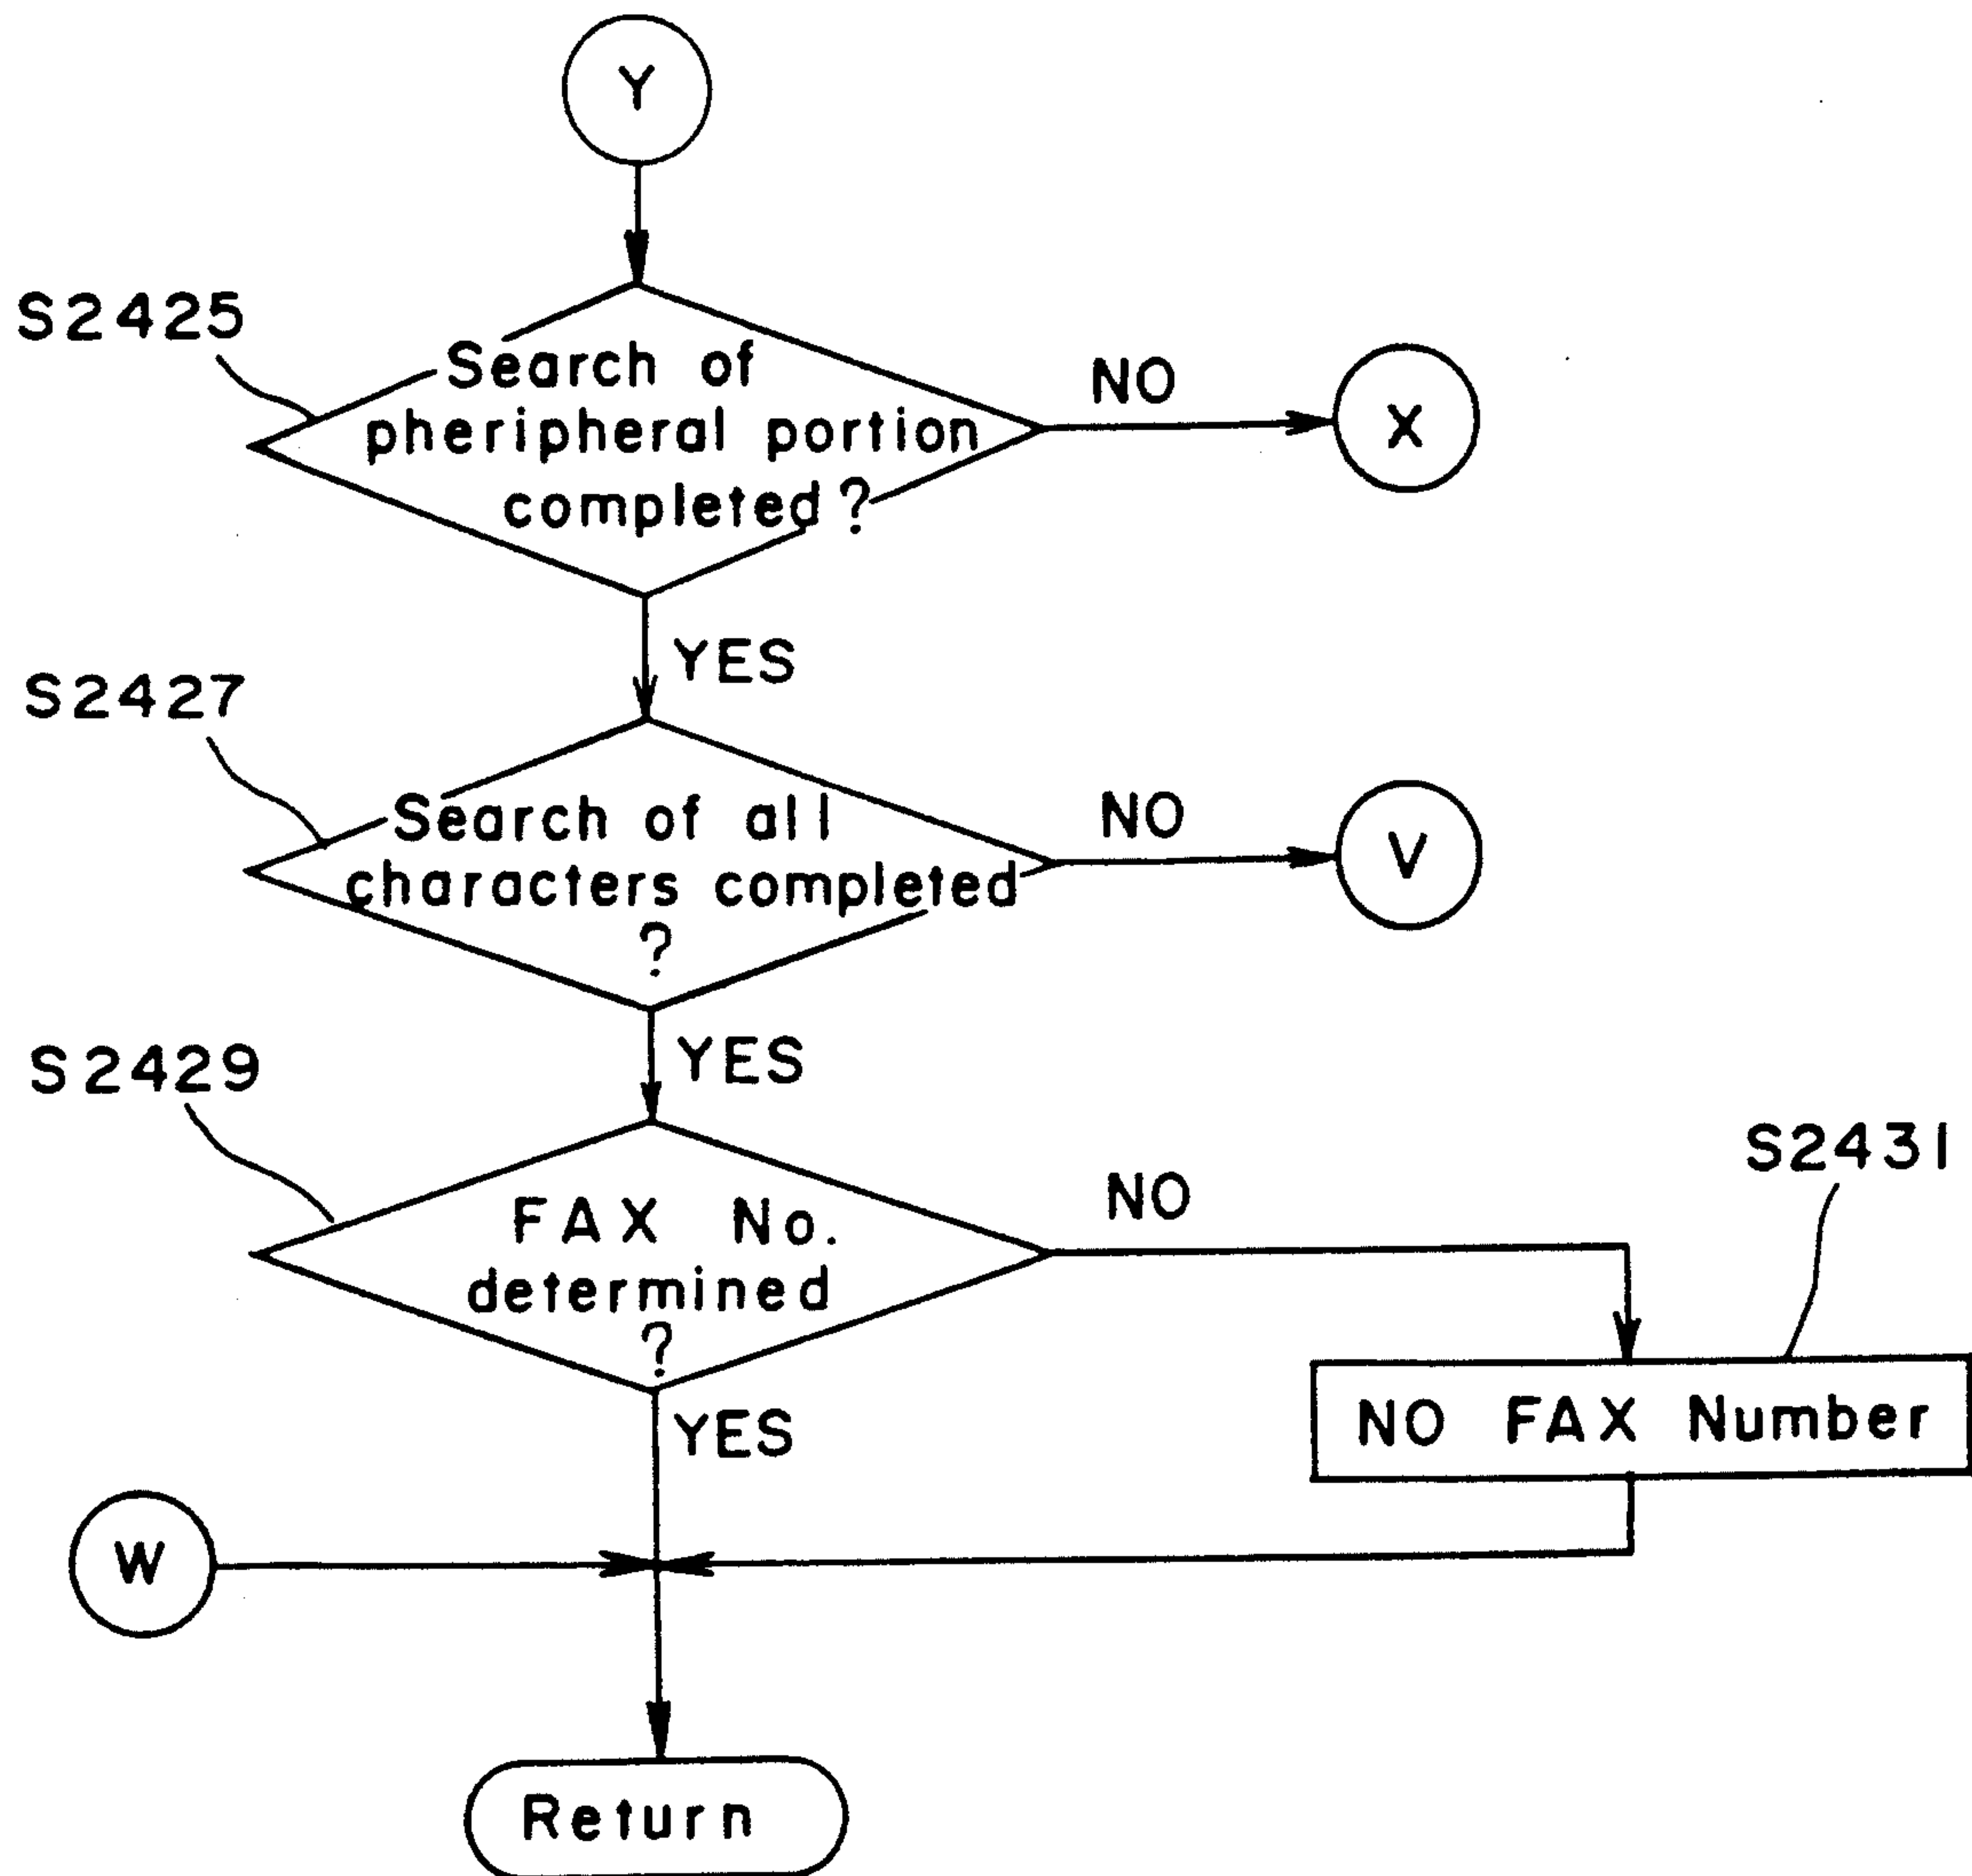 Y
S2425
Search of
pheripheral portion
completed ?
NO
X
YES
S2427
Search of all
characters completed
?
NO
V
YES
S2429
FAX No.
determined
?
NO
S2431
NO FAX Number
YES
W
Return